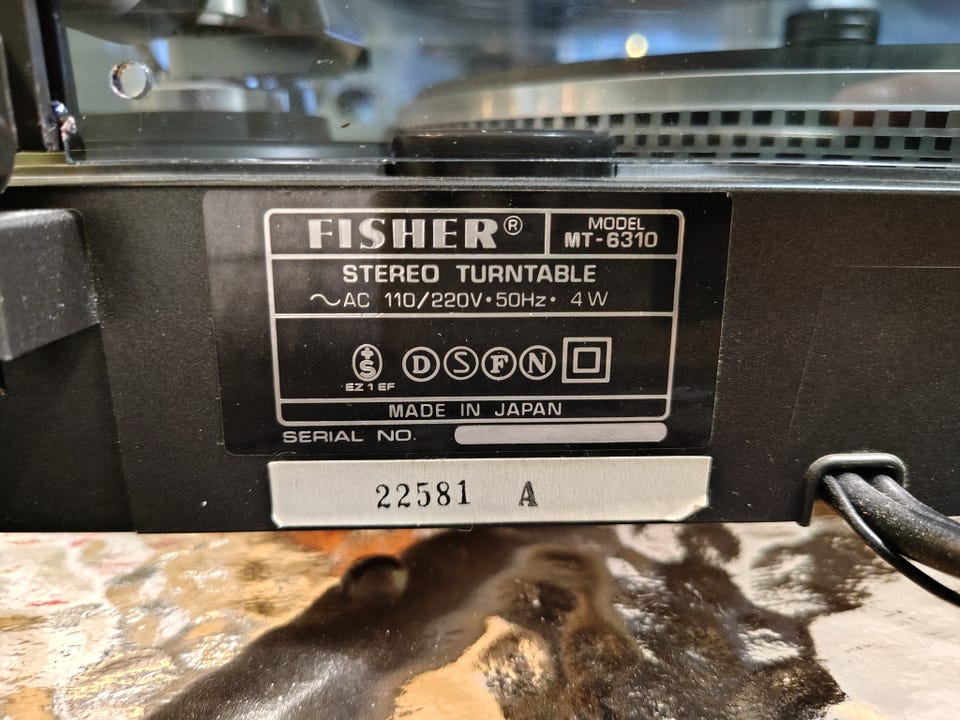 FISHER®
MODEL
MT-6310
STEREO TURNTABLE
∼AC 110/220V•50Hz• 4W
+S D S F N
EZ 1 EF
MADE IN JAPAN
SERIAL NO.
22581 A